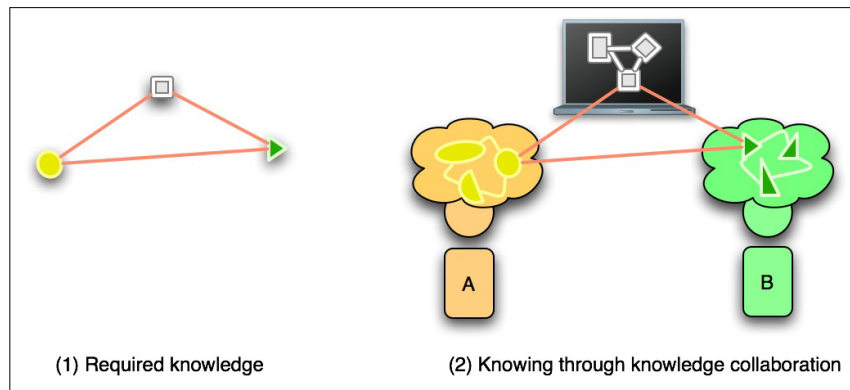 A
B
(1) Required knowledge
(2) Knowing through knowledge collaboration